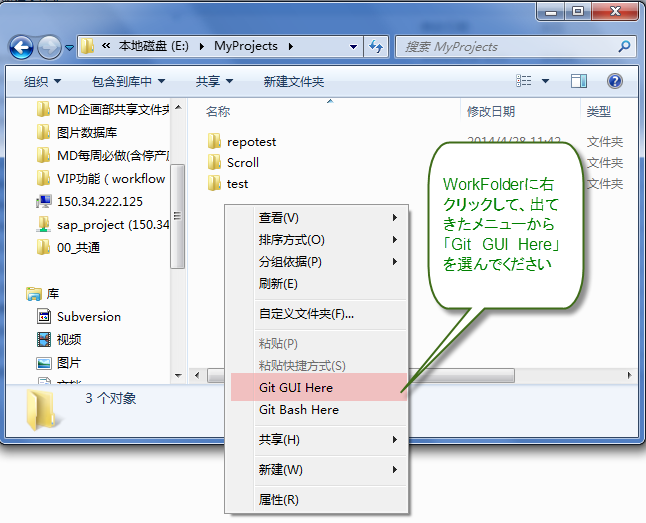 本地磁盘 (E:) MyProjects
搜索 MyProjects
组织 包含到库中 共享 新建文件夹
MD企画部共享文件夹
图片数据库
MD每周必做(含停产
VIP功能（workflow
150.34.222.125
sap_project (150.34
00_共通
库
Subversion
视频
图片
名称 修改日期 类型
repotest 2014/4/28 11:42 文件夹
Scroll 文件夹
test 文件夹
查看(V)
排序方式(O)
分组依据(P)
刷新(E)
自定义文件夹(F)...
粘贴(P)
粘贴快捷方式(S)
Git GUI Here
Git Bash Here
共享(H)
新建(W)
属性(R)
WorkFolderに右
クリックして、出て
きたメニューから
「Git GUI Here」
を選んでください
3 个对象